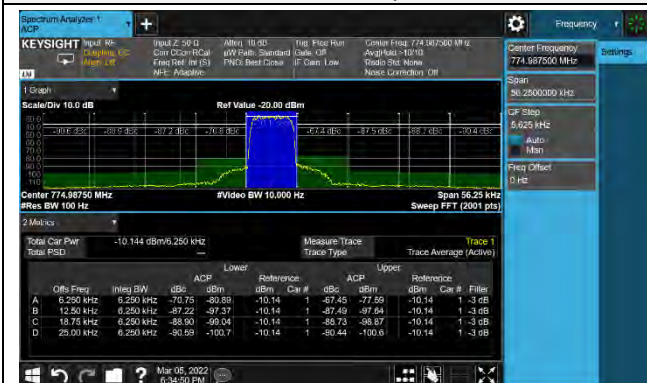 Spectrum Analyzer 1
ACP
+
Frequency
KEYSIGHT Input: RF
Coupling: DC
Align: Off
Input Z: 50 Ω
Corr CCorr RCal
Freq Ref: Int (S)
NFE: Adaptive
Atten: 10 dB
µW Path: Standard
PNO: Best Close
Trig: Free Run
Gate: Off
IF Gain: Low
Center Freq: 774.987500 MHz
Avg|Hold: >10/10
Radio Std: None
Noise Correction: Off
Center Frequency
774.987500 MHz
Settings
Span
56.2500000 kHz
CF Step
5.625 kHz
Auto
Man
Freq Offset
0 Hz
1 Graph
Scale/Div 10.0 dB
Ref Value -20.00 dBm
-90.6 dBc -88.9 dBc -87.2 dBc -70.8 dBc -67.4 dBc -87.5 dBc -88.7 dBc -90.4 dBc
Center 774.98750 MHz
#Video BW 10.000 Hz
Span 56.25 kHz
#Res BW 100 Hz
Sweep FFT (2001 pts)
2 Metrics
Total Car Pwr -10.144 dBm/6.250 kHz
Total PSD —
Measure Trace Trace 1
Trace Type Trace Average (Active)
Lower Upper
ACP Reference ACP Reference
Offs Freq Integ BW dBc dBm dBm Car # dBc dBm dBm Car # Filter
A 6.250 kHz 6.250 kHz -70.75 -80.89 -10.14 1 -67.45 -77.59 -10.14 1 -3 dB
B 12.50 kHz 6.250 kHz -87.22 -97.37 -10.14 1 -87.49 -97.64 -10.14 1 -3 dB
C 18.75 kHz 6.250 kHz -88.90 -99.04 -10.14 1 -88.73 -98.87 -10.14 1 -3 dB
D 25.00 kHz 6.250 kHz -90.59 -100.7 -10.14 1 -90.44 -100.6 -10.14 1 -3 dB
?
Mar 05, 2022
6:34:50 PM